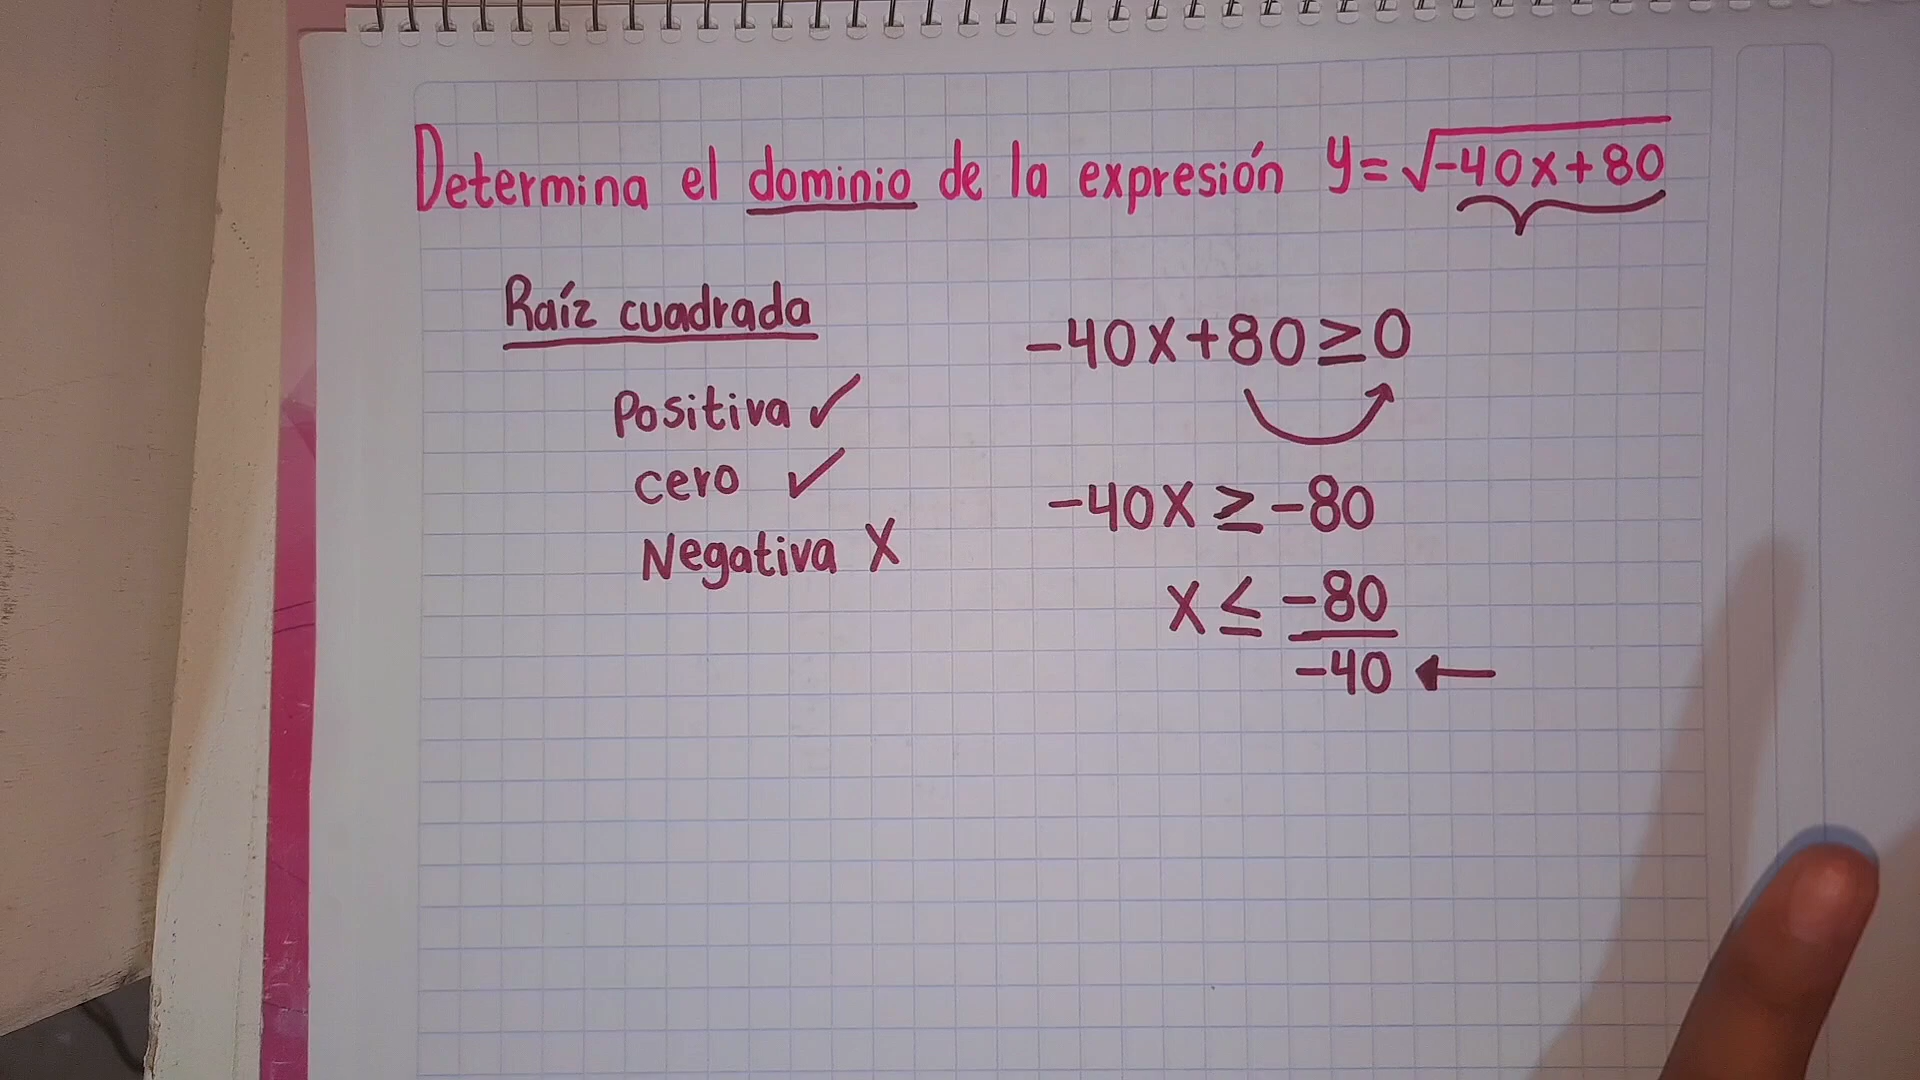 Determina el dominio de la expresión y=√-40x+80
Raíz cuadrada
Positiva ✓
cero ✓
Negativa X
-40x+80≥0
-40x≥-80
x≤-80/-40 ←